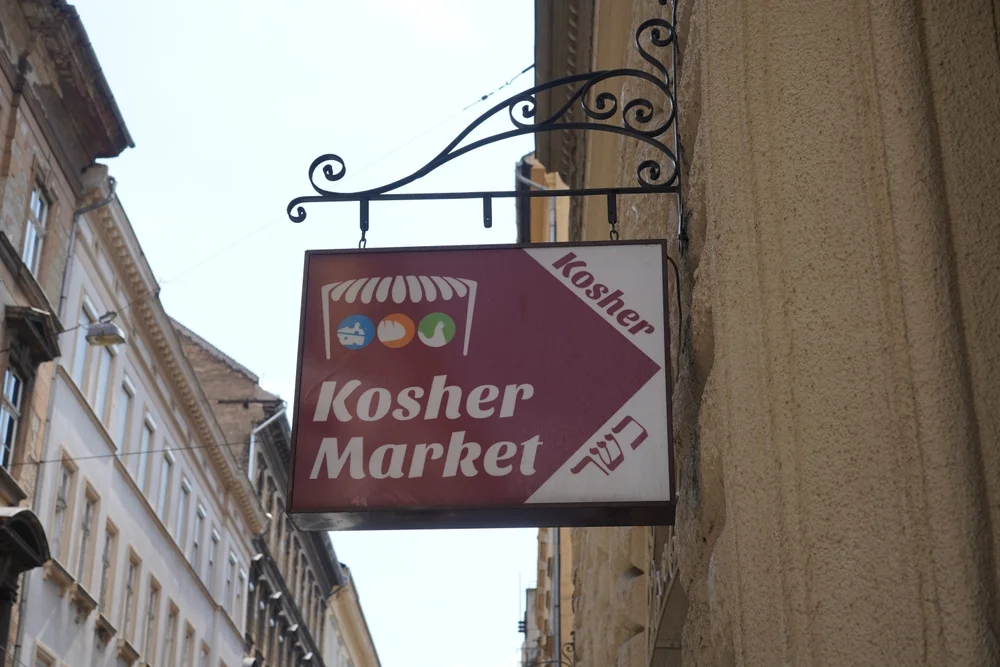 Kosher
Kosher
Market
כשר